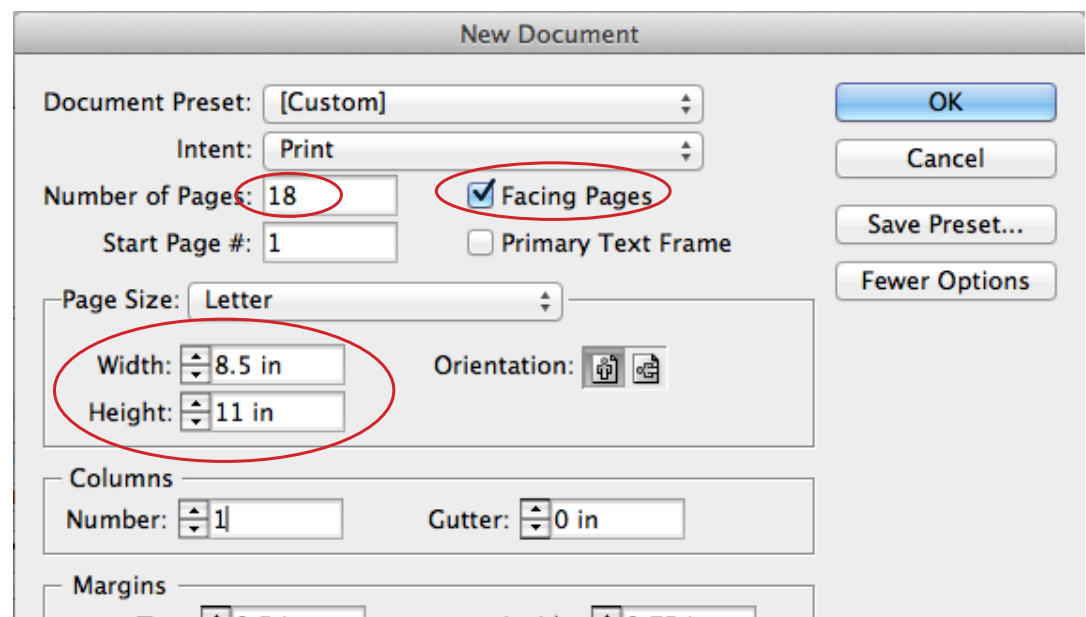 New Document
Document Preset: [Custom]
OK
Intent: Print
Cancel
Number of Pages: 18 Facing Pages
Start Page #: 1 Primary Text Frame
Save Preset...
Fewer Options
Page Size: Letter
Width: 8.5 in Orientation:
Height: 11 in
Columns
Number: 1 Gutter: 0 in
Margins